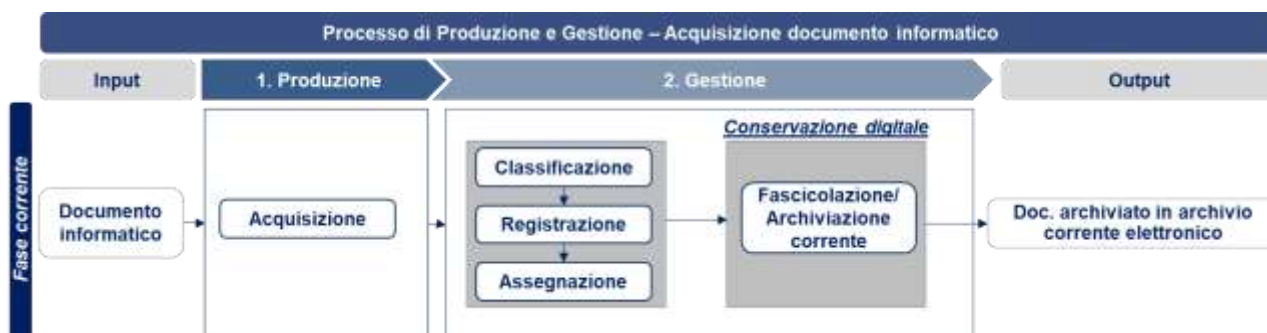 Processo di Produzione e Gestione – Acquisizione documento informatico
Input
1. Produzione
2. Gestione
Output
Fase corrente
Documento
informatico
Acquisizione
Classificazione
Registrazione
Assegnazione
Conservazione digitale
Fascicolazione/
Archiviazione
corrente
Doc. archiviato in archivio
corrente elettronico